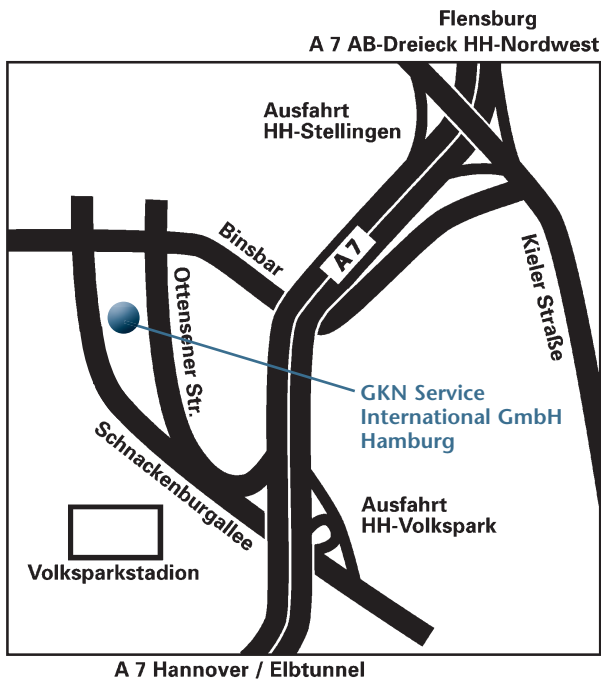 Flensburg
A 7 AB-Dreieck HH-Nordwest
Ausfahrt
HH-Stellingen
Binsbar
A 7
Kieler Straße
Ottensener Str.
GKN Service
International GmbH
Hamburg
Schnackenburgallee
Ausfahrt
HH-Volkspark
Volksparkstadion
A 7 Hannover / Elbtunnel